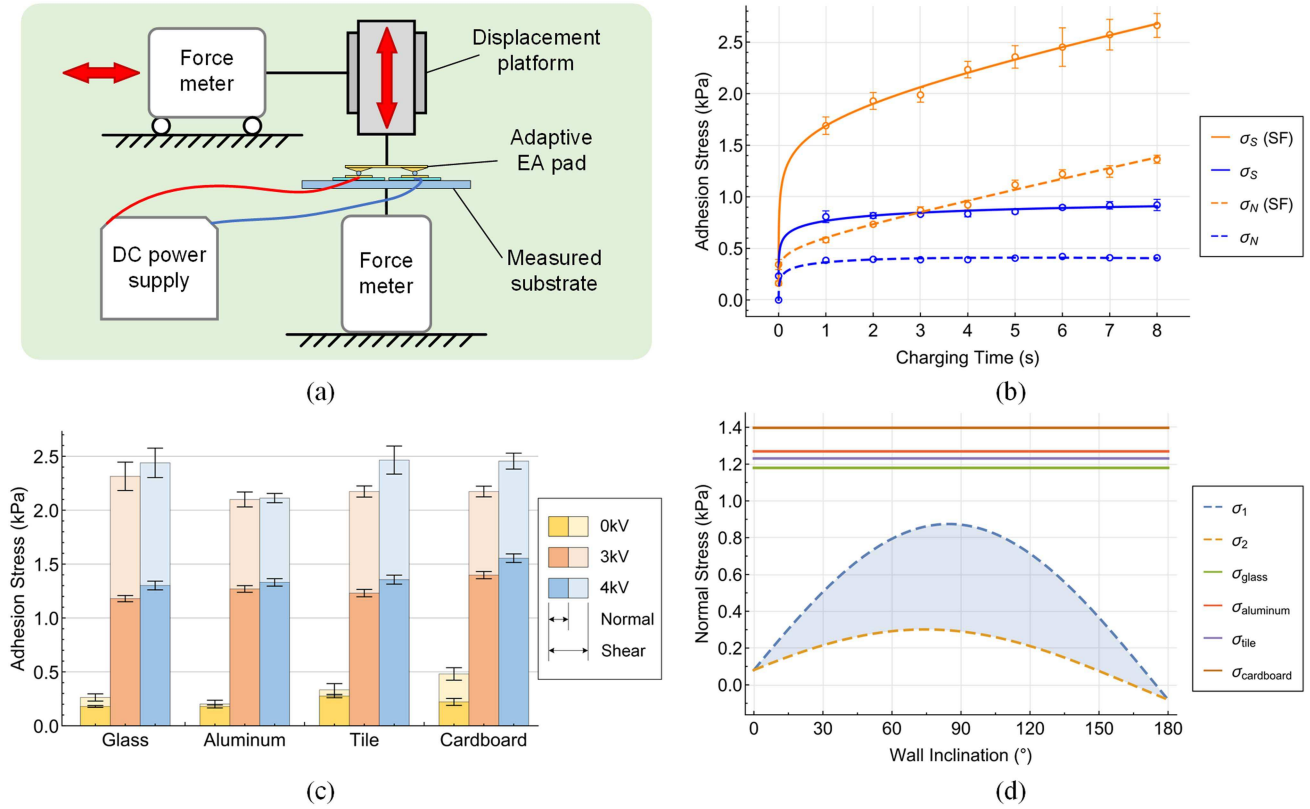 Force
meter
Displacement
platform
Adaptive
EA pad
DC power
supply
Force
meter
Measured
substrate
(a)
Adhesion Stress (kPa)
2.5
2.0
1.5
1.0
0.5
0.0
0 1 2 3 4 5 6 7 8
Charging Time (s)
σS (SF)
σS
σN (SF)
σN
(b)
Adhesion Stress (kPa)
2.5
2.0
1.5
1.0
0.5
0.0
Glass Aluminum Tile Cardboard
0kV
3kV
4kV
Normal
Shear
(c)
Normal Stress (kPa)
1.4
1.2
1.0
0.8
0.6
0.4
0.2
0.0
0 30 60 90 120 150 180
Wall Inclination (°)
σ1
σ2
σglass
σaluminum
σtile
σcardboard
(d)